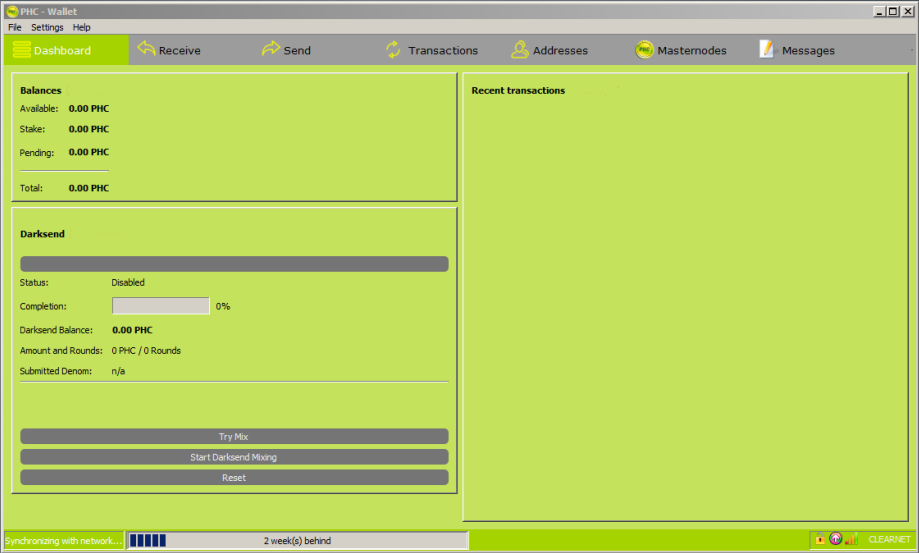 PHC - Wallet
File Settings Help
Dashboard Receive Send Transactions Addresses Masternodes Messages
Balances
Available: 0.00 PHC
Stake: 0.00 PHC
Pending: 0.00 PHC
Total: 0.00 PHC
Recent transactions
Darksend
Status: Disabled
Completion: 0%
Darksend Balance: 0.00 PHC
Amount and Rounds: 0 PHC / 0 Rounds
Submitted Denom: n/a
Try Mix
Start Darksend Mixing
Reset
Synchronizing with network... 2 week(s) behind CLEARNET